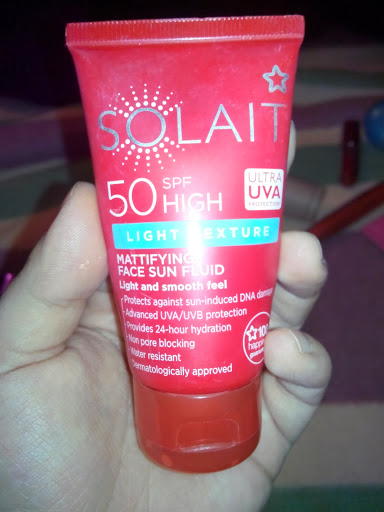 SOLAIT
50 SPF HIGH
ULTRA
UVA
PROTECTION
LIGHT TEXTURE
MATTIFYING
FACE SUN FLUID
Light and smooth feel
Protects against sun-induced DNA damage
Advanced UVA/UVB protection
Provides 24-hour hydration
Non pore blocking
Water resistant
Dermatologically approved